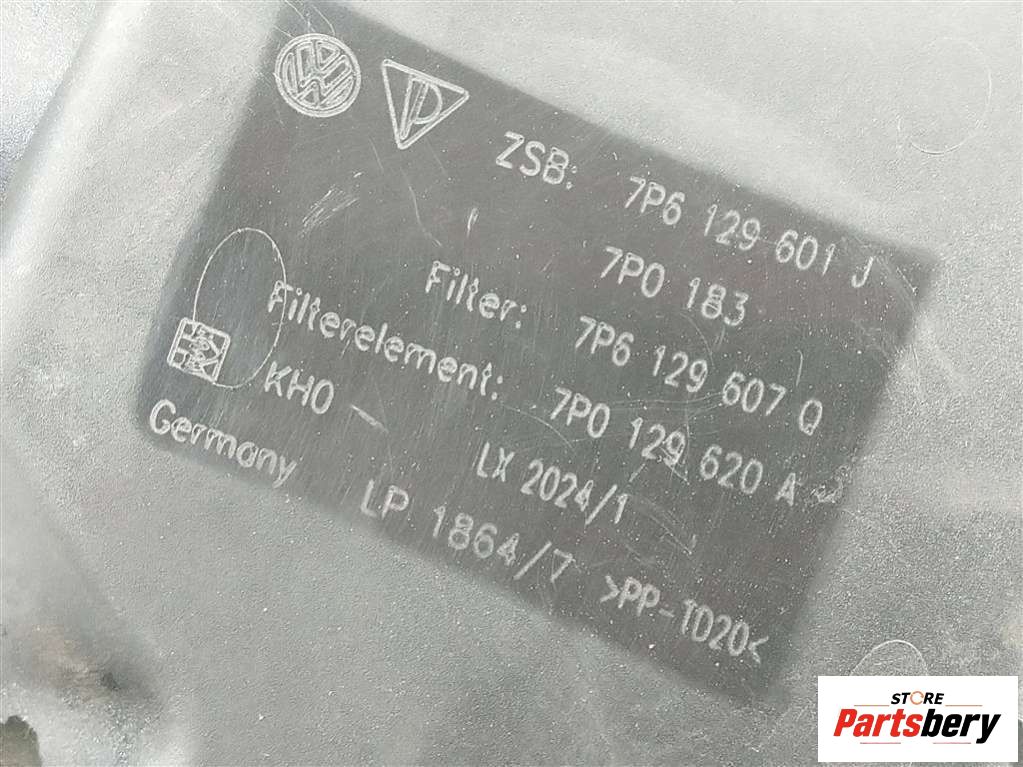 ZSB: 7P6 129 601 J
7P0 183
Filter: 7P6 129 607 Q
Filterelement: 7P0 129 620 A
KHO LX 2024/1
Germany LP 1864/7 >PP-TD20<
STORE
Partsbery